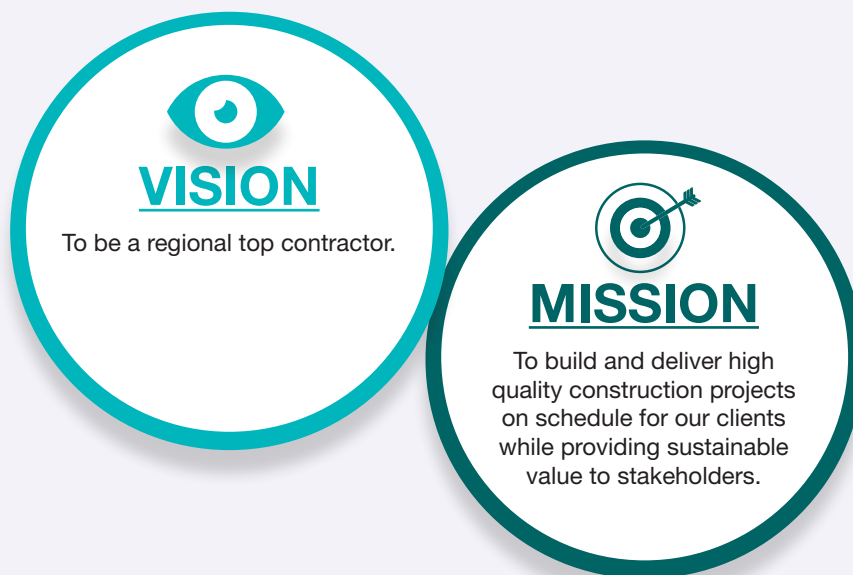 VISION
To be a regional top contractor.
MISSION
To build and deliver high
quality construction projects
on schedule for our clients
while providing sustainable
value to stakeholders.